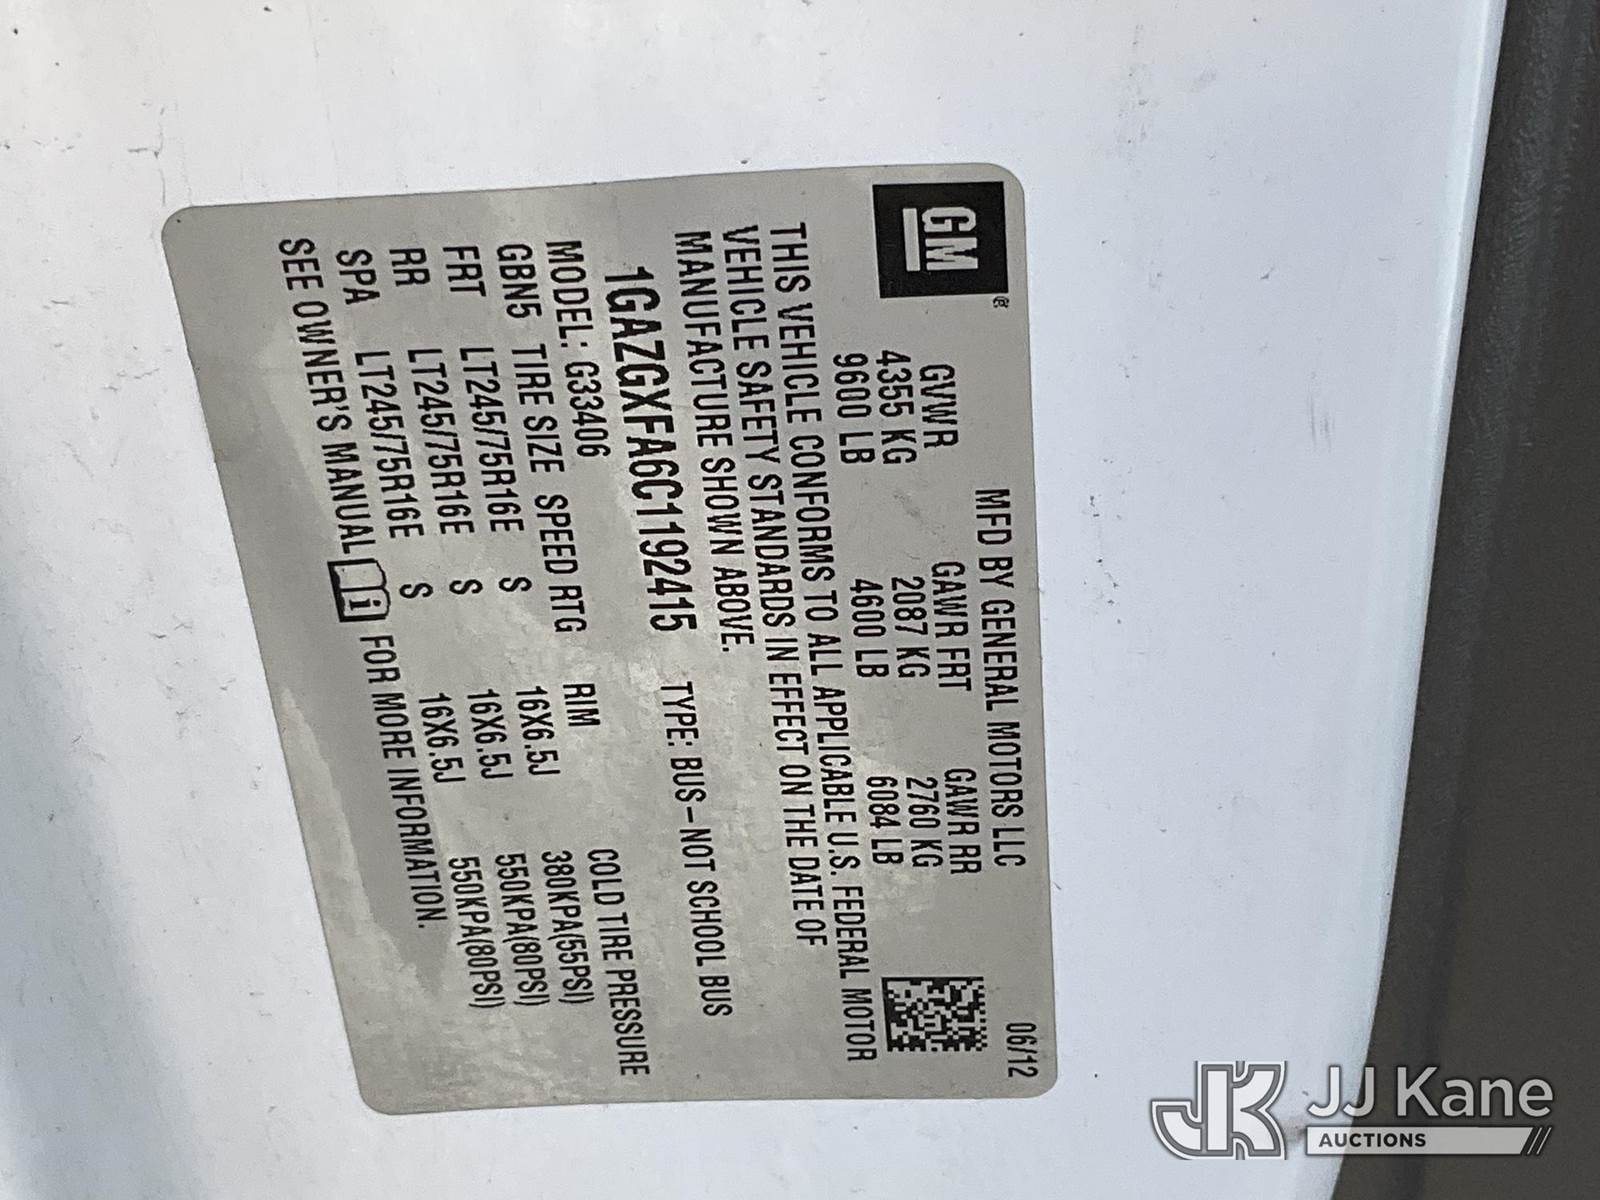 GM
MFD BY GENERAL MOTORS LLC 06/12
GVWR GAWR FRT GAWR RR
4355 KG 2087 KG 2760 KG
9600 LB 4600 LB 6084 LB
THIS VEHICLE CONFORMS TO ALL APPLICABLE U.S. FEDERAL MOTOR
VEHICLE SAFETY STANDARDS IN EFFECT ON THE DATE OF
MANUFACTURE SHOWN ABOVE.
1GAZGXFA6C1192415 TYPE: BUS-NOT SCHOOL BUS
MODEL: G33406
GBN5 TIRE SIZE SPEED RTG RIM COLD TIRE PRESSURE
FRT LT245/75R16E S 16X6.5J 380KPA(55PSI)
RR LT245/75R16E S 16X6.5J 550KPA(80PSI)
SPA LT245/75R16E S 16X6.5J 550KPA(80PSI)
SEE OWNER'S MANUAL i FOR MORE INFORMATION.
JK JJ Kane
AUCTIONS